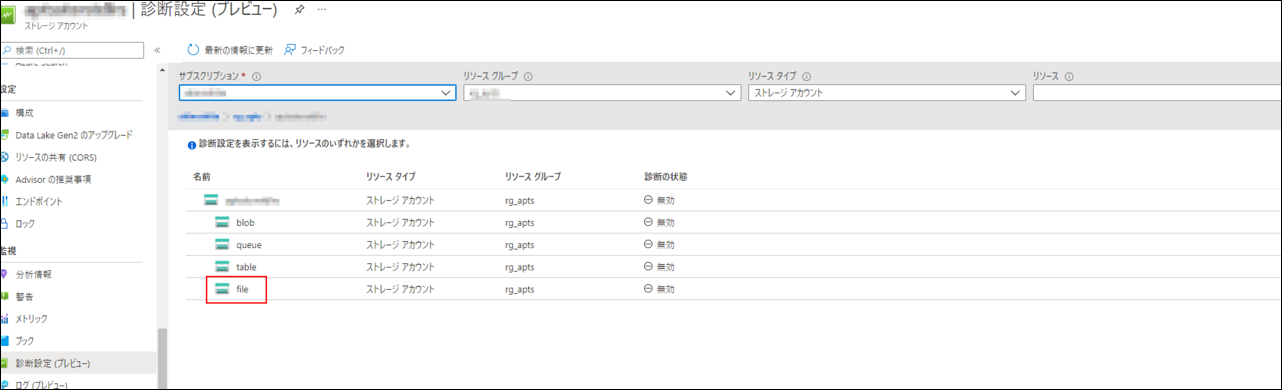 | 診断設定 (プレビュー)
ストレージ アカウント
検索 (Ctrl+/)
«
最新の情報に更新
フィードバック
Azure Search
設定
構成
Data Lake Gen2 のアップグレード
リソースの共有 (CORS)
Advisor の推奨事項
エンドポイント
ロック
監視
分析情報
警告
メトリック
ブック
診断設定 (プレビュー)
ログ (プレビュー)
サブスクリプション *
リソース グループ
リソース タイプ
リソース
rg_apts
ストレージ アカウント
診断設定を表示するには、リソースのいずれかを選択します。
名前 リソース タイプ リソース グループ 診断の状態
ストレージ アカウント rg_apts 無効
blob ストレージ アカウント rg_apts 無効
queue ストレージ アカウント rg_apts 無効
table ストレージ アカウント rg_apts 無効
file ストレージ アカウント rg_apts 無効